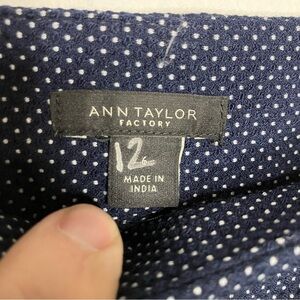 ANN TAYLOR
FACTORY
12
MADE IN
INDIA